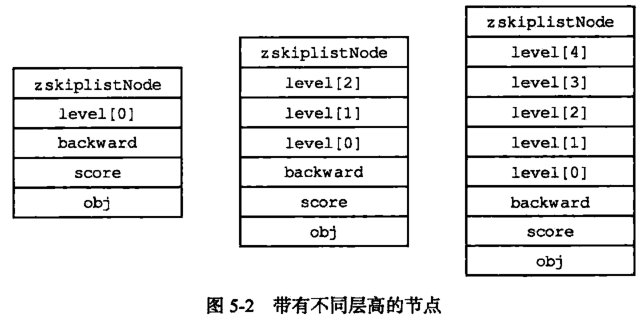 zskiplistNode
level[0]
backward
score
obj
zskiplistNode
level[2]
level[1]
level[0]
backward
score
obj
zskiplistNode
level[4]
level[3]
level[2]
level[1]
level[0]
backward
score
obj
图 5-2 带有不同层高的节点